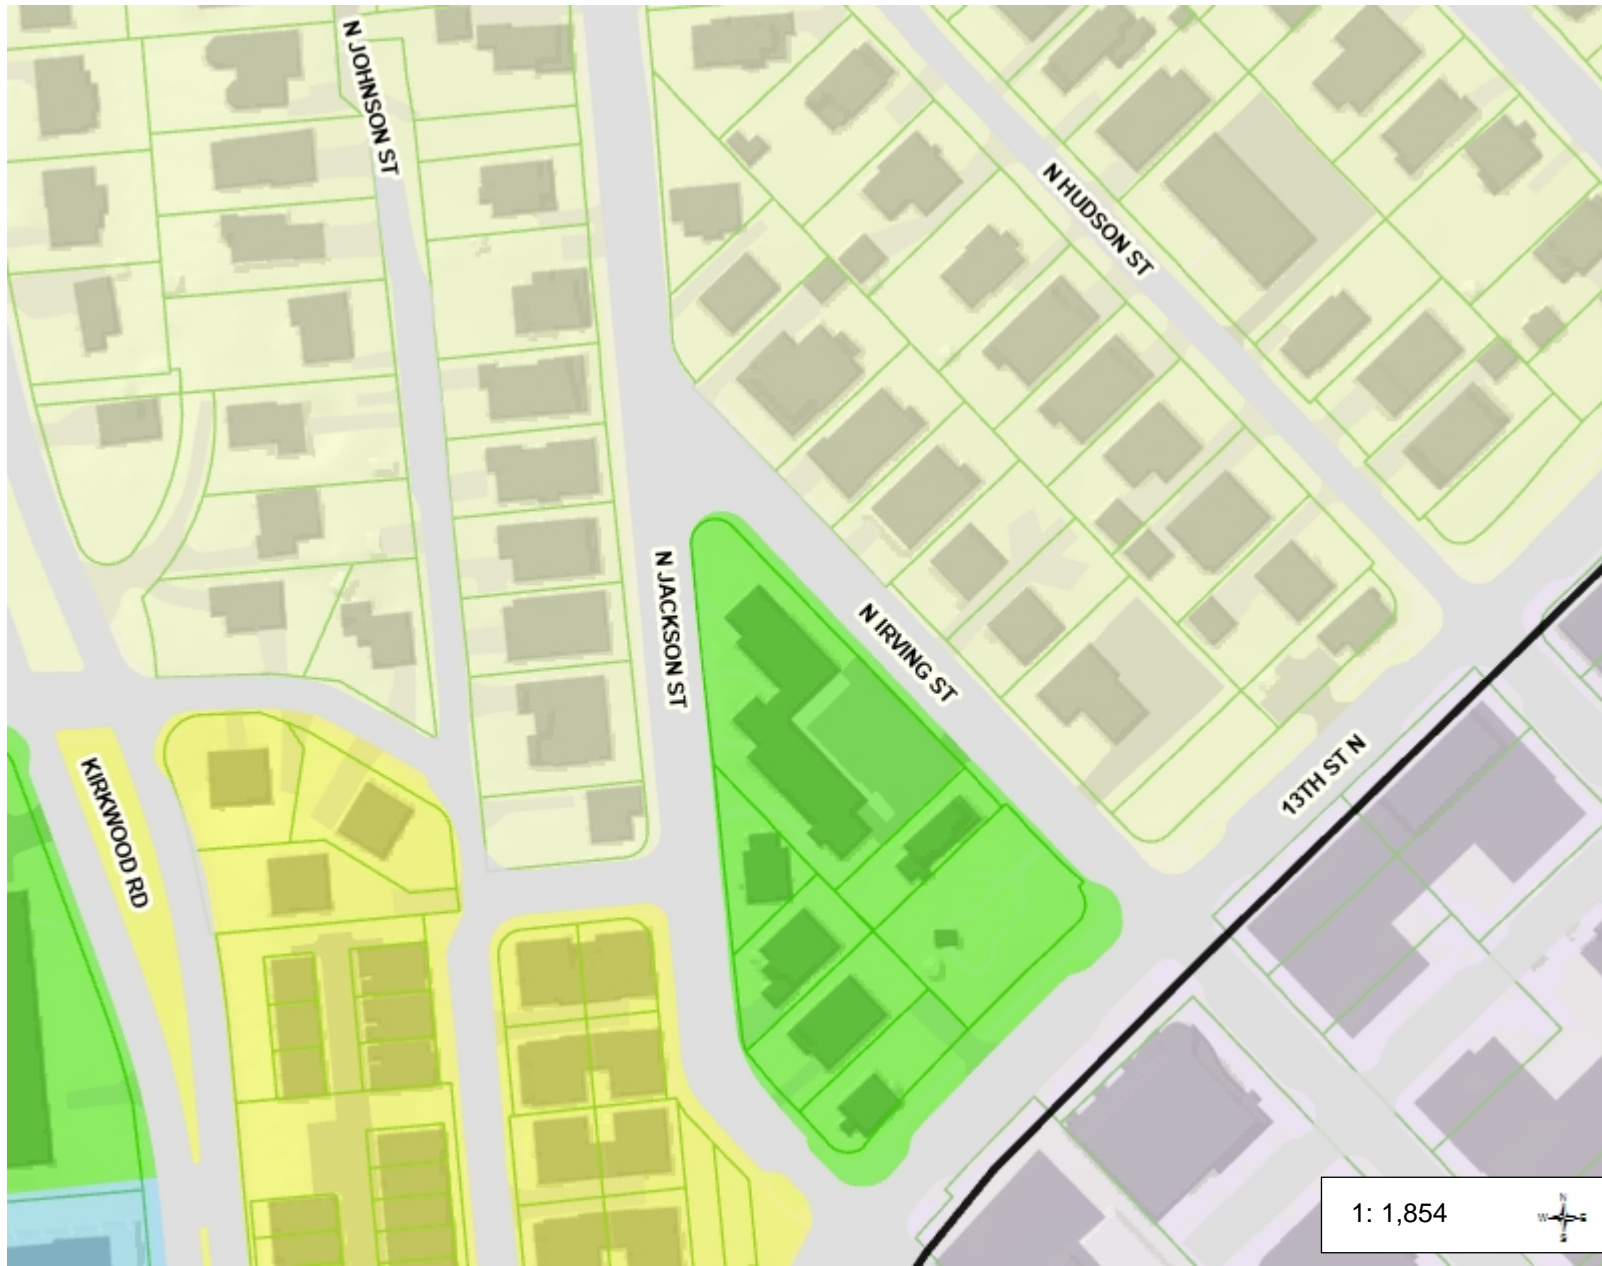 N JOHNSON ST
N HUDSON ST
N JACKSON ST
N IRVING ST
KIRKWOOD RD
13TH ST N
1: 1,854
N
W E
S